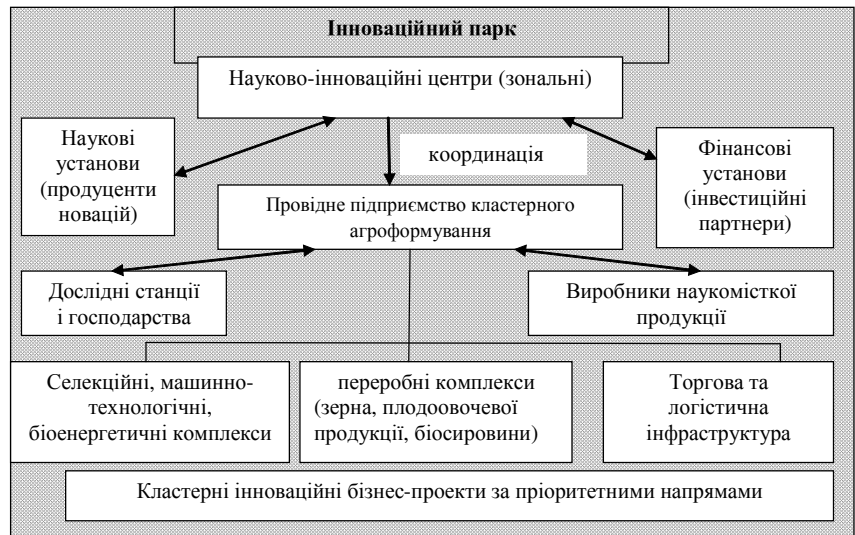 Інноваційний парк
Науково-інноваційні центри (зональні)
Наукові
установи
(продуценти
новацій)
координація
Фінансові
установи
(інвестиційні
партнери)
Провідне підприємство кластерного
агроформування
Дослідні станції
і господарства
Виробники наукомісткої
продукції
Селекційні, машинно-
технологічні,
біоенергетичні комплекси
переробні комплекси
(зерна, плодоовочевої
продукції, біосировини)
Торгова та
логістична
інфраструктура
Кластерні інноваційні бізнес-проекти за пріоритетними напрямами